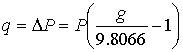 q = ΔP = P(g/9.8066 − 1)